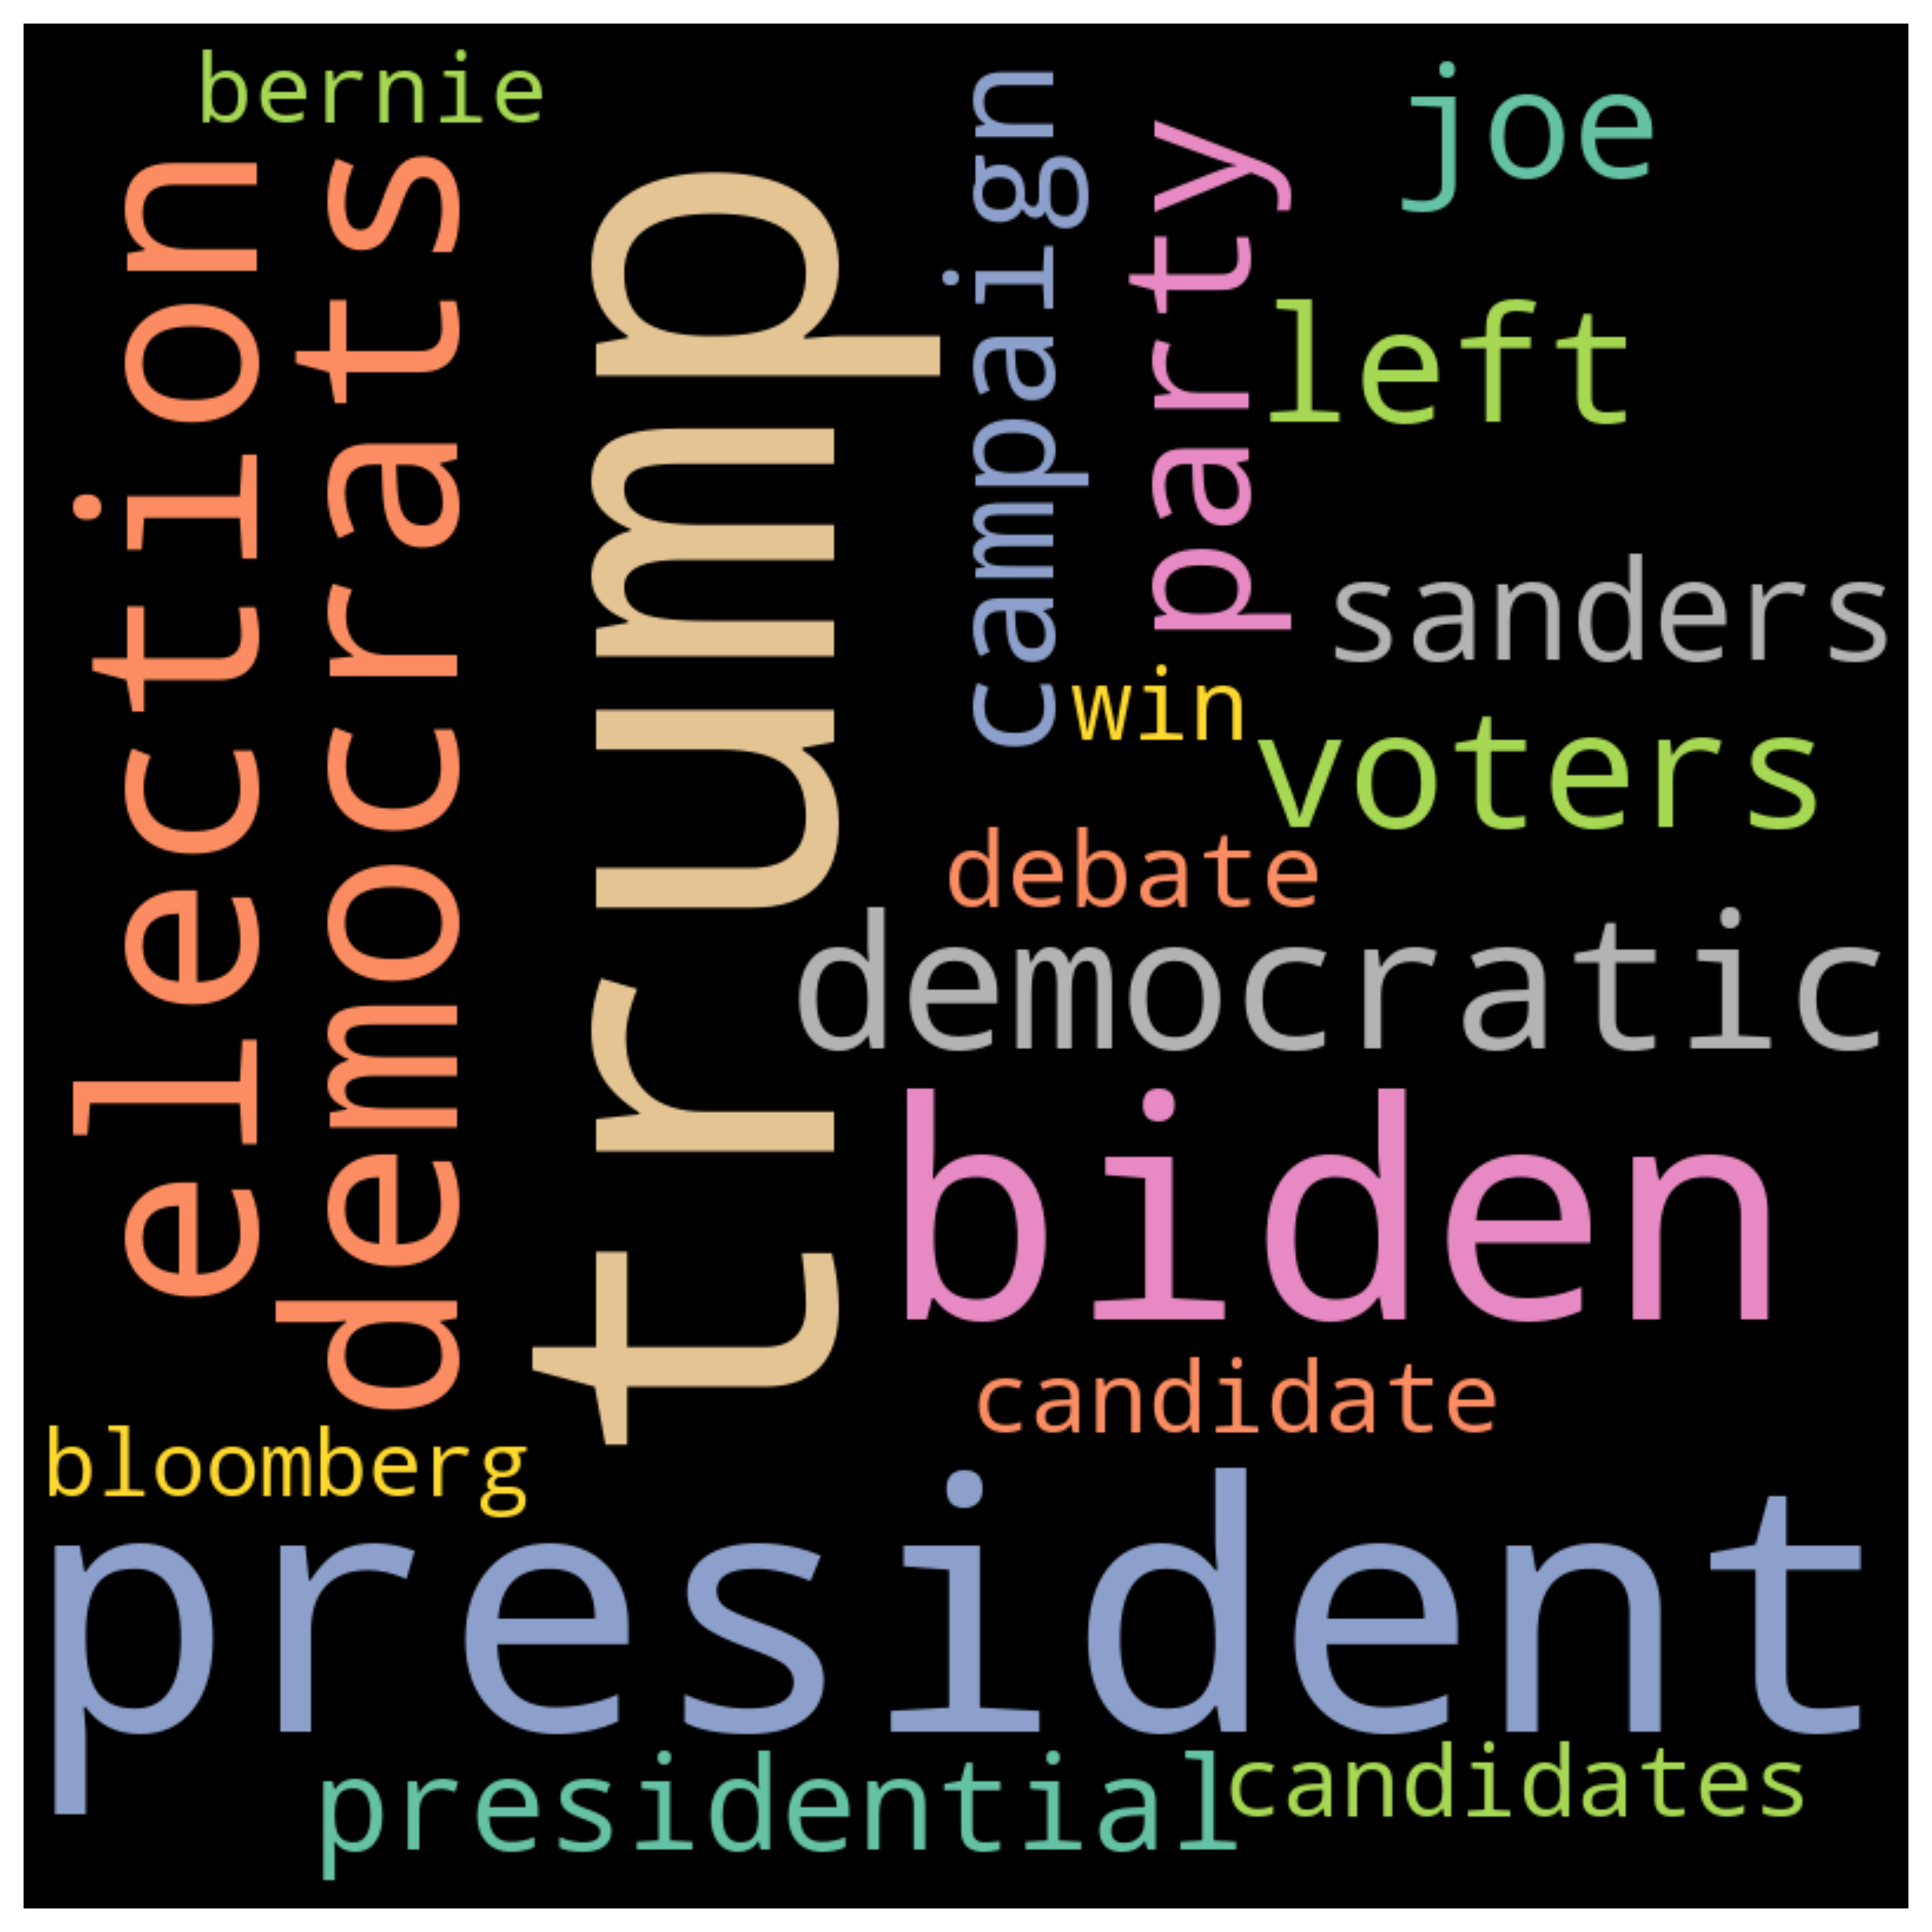 bernie
election
democrats
trump
campaign
party
joe
left
sanders
win
voters
debate
democratic
biden
candidate
bloomberg
president
presidential
candidates